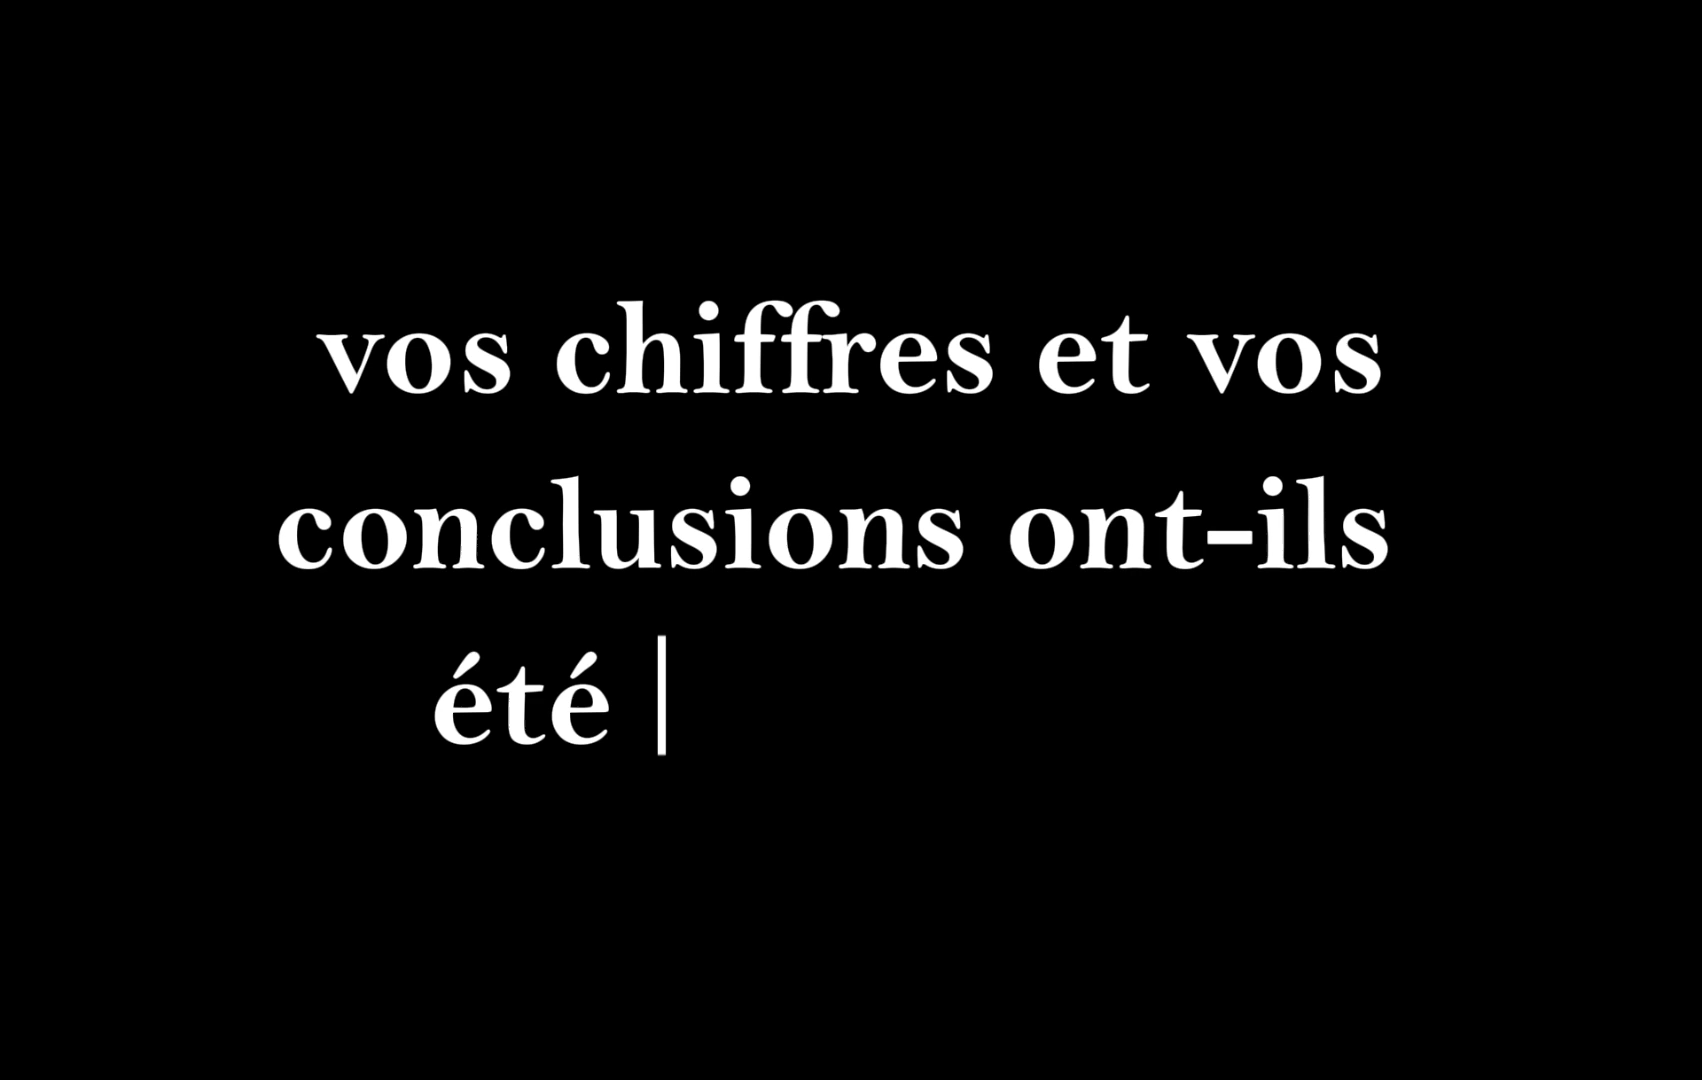 vos chiffres et vos
conclusions ont-ils
été